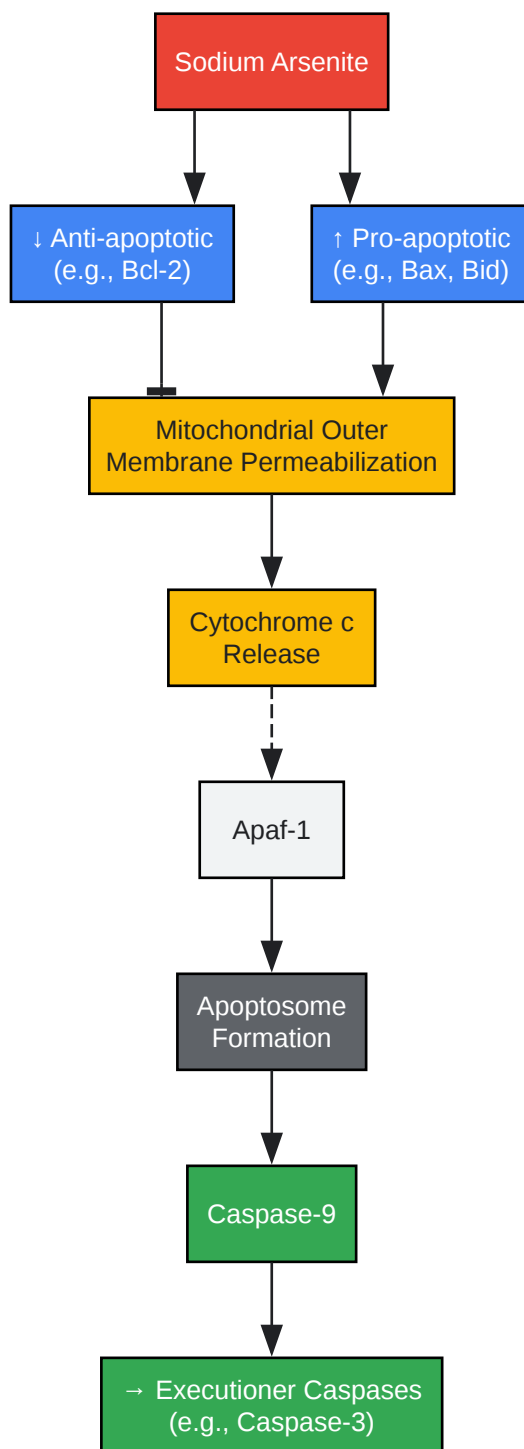 Sodium Arsenite
↓ Anti-apoptotic
(e.g., Bcl-2)
↑ Pro-apoptotic
(e.g., Bax, Bid)
Mitochondrial Outer
Membrane Permeabilization
Cytochrome c
Release
Apaf-1
Apoptosome
Formation
Caspase-9
→ Executioner Caspases
(e.g., Caspase-3)